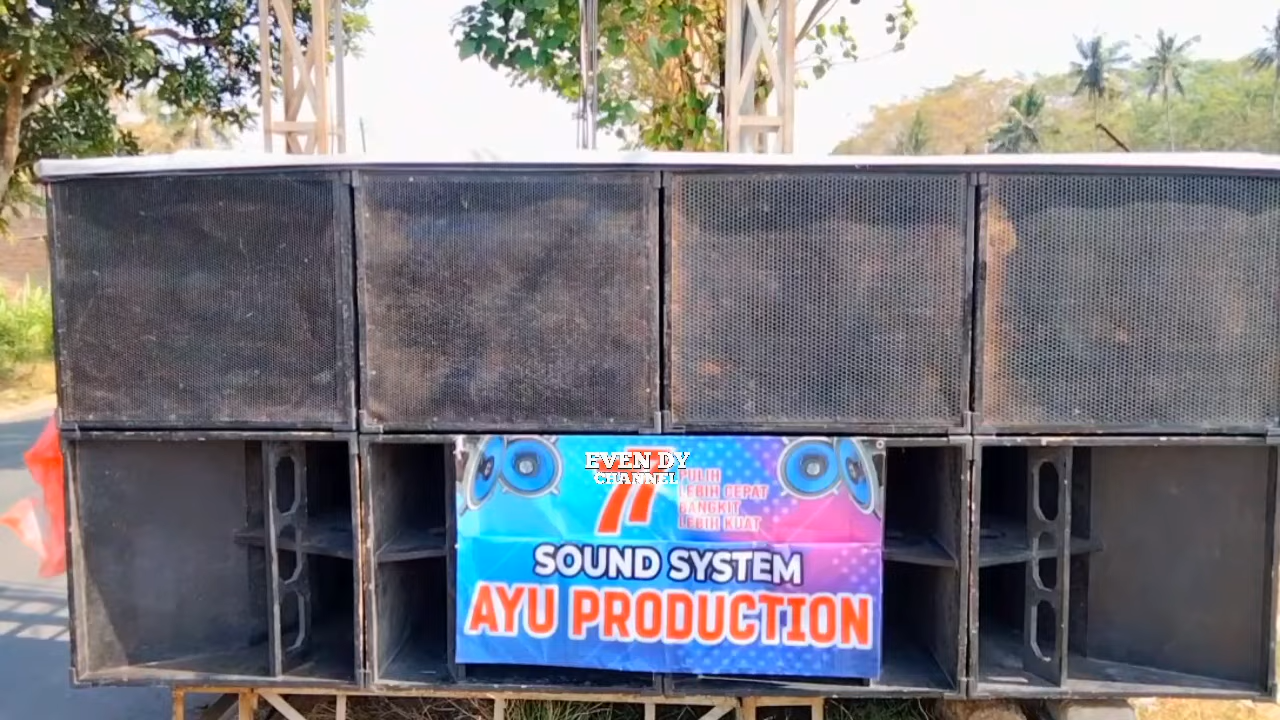 EVEN DY
CHANNEL
77
PULIH
LEBIH CEPAT
BANGKIT
LEBIH KUAT
SOUND SYSTEM
AYU PRODUCTION